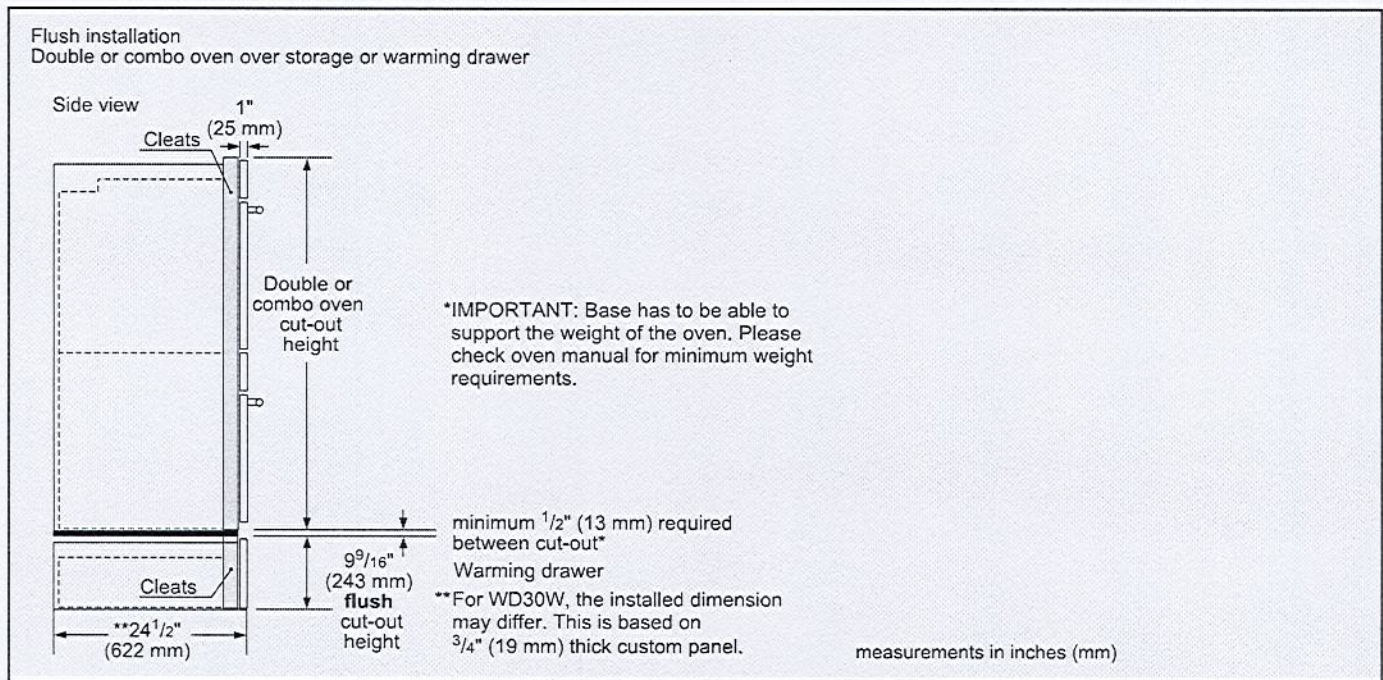 Flush installation
Double or combo oven over storage or warming drawer
Side view
1"
(25 mm)
Cleats
Double or
combo oven
cut-out
height
*IMPORTANT: Base has to be able to
support the weight of the oven. Please
check oven manual for minimum weight
requirements.
minimum 1/2" (13 mm) required
between cut-out*
Warming drawer
9 9/16"
(243 mm)
flush
cut-out
height
Cleats
**24 1/2"
(622 mm)
**For WD30W, the installed dimension
may differ. This is based on
3/4" (19 mm) thick custom panel.
measurements in inches (mm)